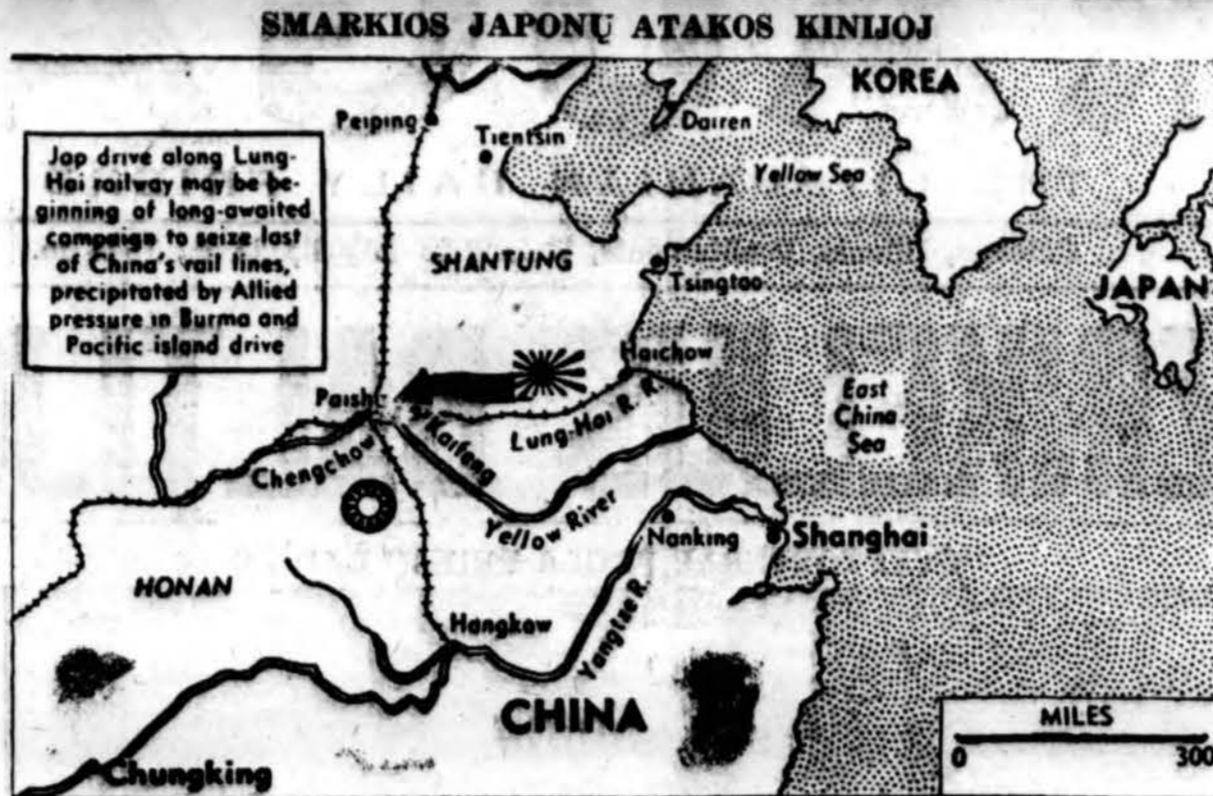 SMARKIOS JAPONŲ ATAKOS KINIJOJ
KOREA
Peiping
Dairen
Tientsin
Jap drive along Lung-
Hai railway may be be-
ginning of long-awaited
campaign to seize last
of China's rail lines,
precipitated by Allied
pressure in Burma and
Pacific island drive
Yellow Sea
SHANTUNG
Tsingtao
JAPAN
Haichow
Paishi
East
China
Sea
Lung-Hai R. R.
Kaifeng
Chengchow
Yellow River
Nanking
Shanghai
HONAN
Hangkow
Yangtze R.
CHINA
MILES
0 300
Chungking